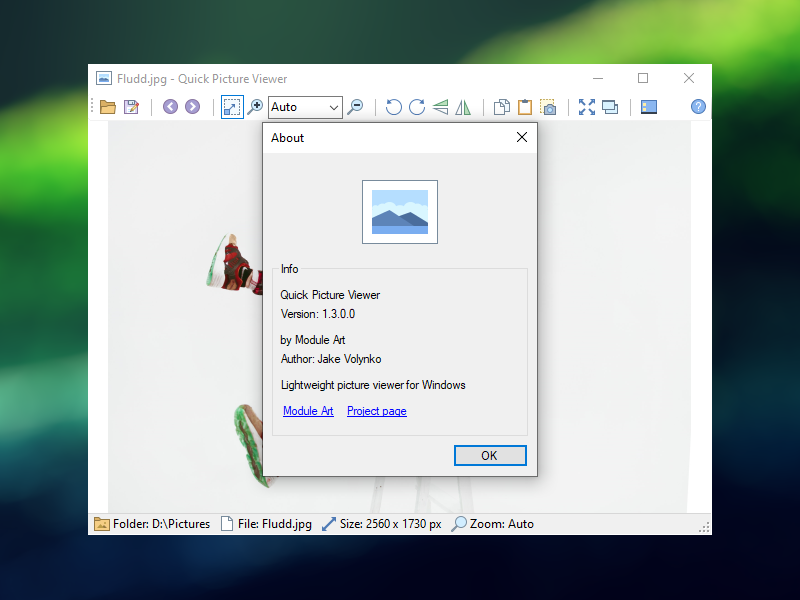 Fludd.jpg - Quick Picture Viewer
Auto
?
About
Info
Quick Picture Viewer
Version: 1.3.0.0
by Module Art
Author: Jake Volynko
Lightweight picture viewer for Windows
Module Art Project page
OK
Folder: D:\Pictures File: Fludd.jpg Size: 2560 x 1730 px Zoom: Auto